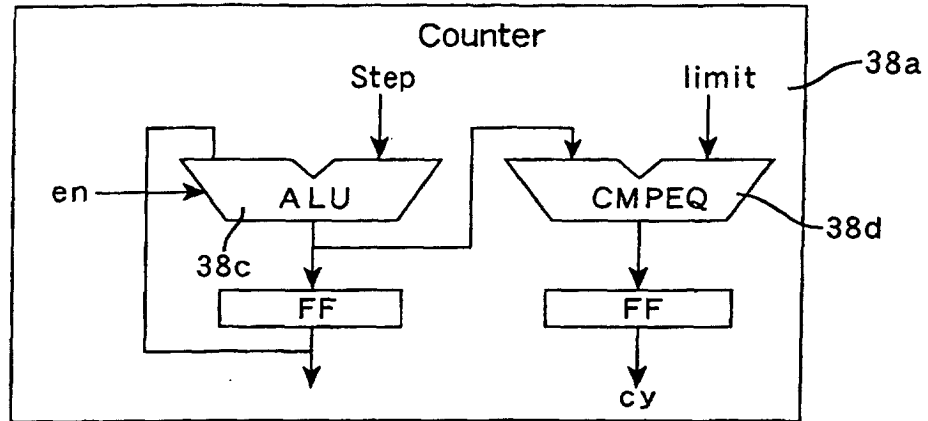 Counter
38a
Step
limit
en
ALU
CMPEQ
38c
38d
FF
FF
cy